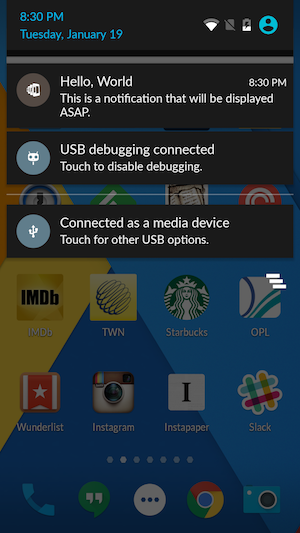 8:30 PM
Tuesday, January 19
Hello, World
8:30 PM
This is a notification that will be displayed
ASAP.
USB debugging connected
Touch to disable debugging.
Connected as a media device
Touch for other USB options.
IMDb
IMDb
TWN
Starbucks
OPL
Wunderlist
Instagram
I
Instapaper
Slack